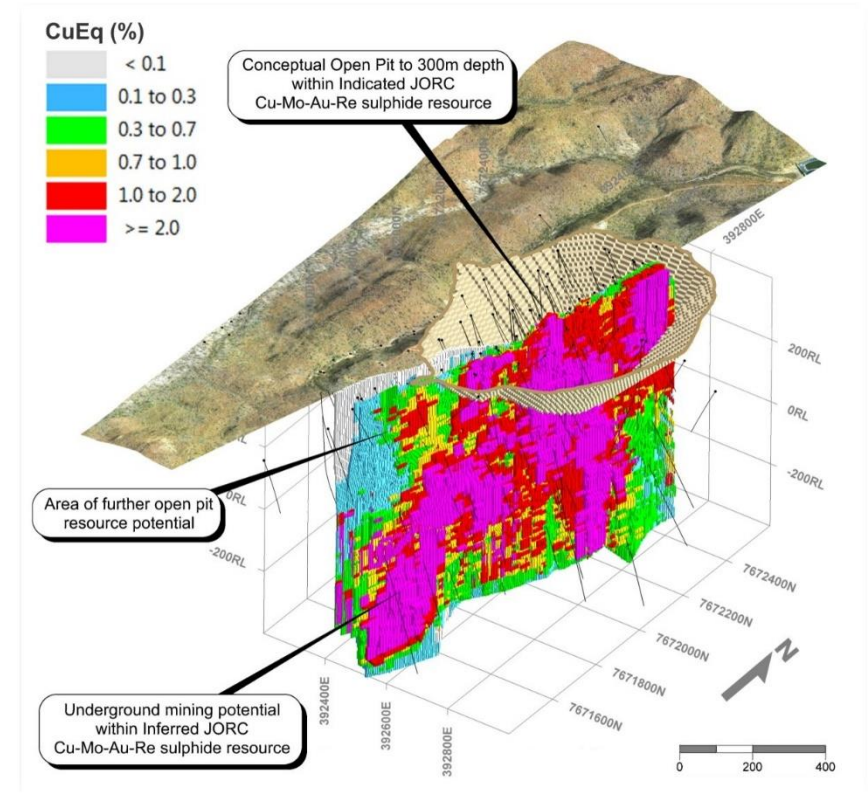 CuEq (%)
< 0.1
0.1 to 0.3
0.3 to 0.7
0.7 to 1.0
1.0 to 2.0
>= 2.0
Conceptual Open Pit to 300m depth
within Indicated JORC
Cu-Mo-Au-Re sulphide resource
392800E
200RL
0RL
-200RL
Area of further open pit
resource potential
-200RL
7672400N
7672200N
7672000N
7671800N
7671600N
N
Underground mining potential
within Inferred JORC
Cu-Mo-Au-Re sulphide resource
392400E
392600E
392800E
0 200 400